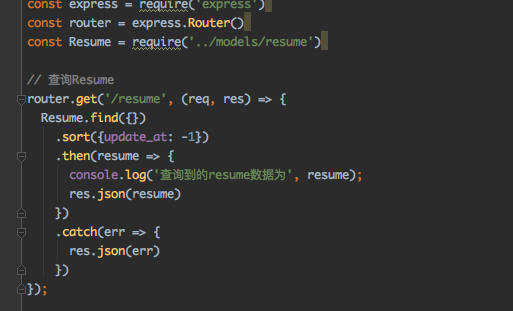 const express = require('express')
const router = express.Router()
const Resume = require('../models/resume')
// 查询Resume
router.get('/resume', (req, res) => {
Resume.find({})
.sort({update_at: -1})
.then(resume => {
console.log('查询到的resume数据为', resume);
res.json(resume)
})
.catch(err => {
res.json(err)
})
});